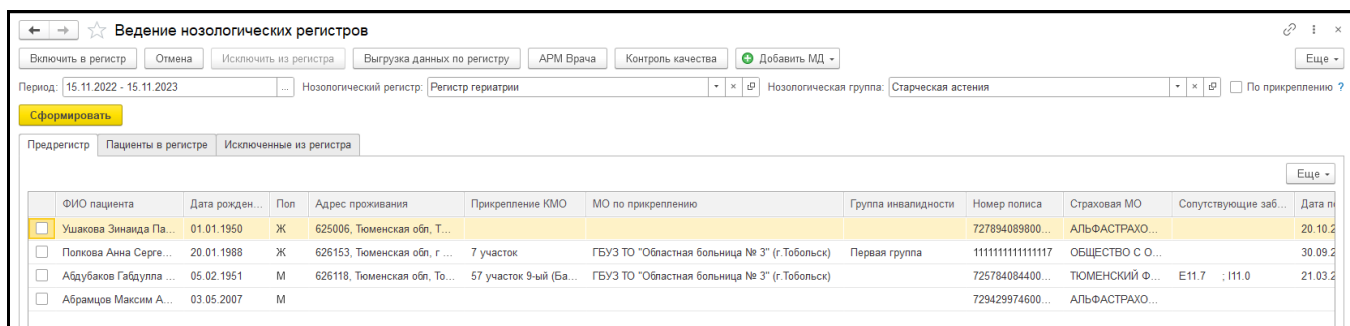 Ведение нозологических регистров
Включить в регистр Отмена Исключить из регистра Выгрузка данных по регистру АРМ Врача Контроль качества Добавить МД Еще
Период: 15.11.2022 - 15.11.2023 ... Нозологический регистр: Регистр гериатрии Нозологическая группа: Старческая астения По прикреплению ?
Сформировать
Предрегистр Пациенты в регистре Исключенные из регистра
Еще
ФИО пациента Дата рожден... Пол Адрес проживания Прикрепление КМО МО по прикреплению Группа инвалидности Номер полиса Страховая МО Сопутствующие заб... Дата по
Ушакова Зинаида Па... 01.01.1950 Ж 625006, Тюменская обл, Т... 727894089800... АЛЬФАСТРАХО... 20.10.2
Полкова Анна Серге... 20.01.1988 Ж 626153, Тюменская обл, г ... 7 участок ГБУЗ ТО "Областная больница № 3" (г.Тобольск) Первая группа 1111111111111117 ОБЩЕСТВО С О... 30.09.2
Абдубаков Габдулла ... 05.02.1951 М 626118, Тюменская обл, То... 57 участок 9-ый (Ба... ГБУЗ ТО "Областная больница № 3" (г.Тобольск) 725784084400... ТЮМЕНСКИЙ Ф... E11.7 ; I11.0 21.03.2
Абрамцов Максим А... 03.05.2007 М 729429974600... АЛЬФАСТРАХО...